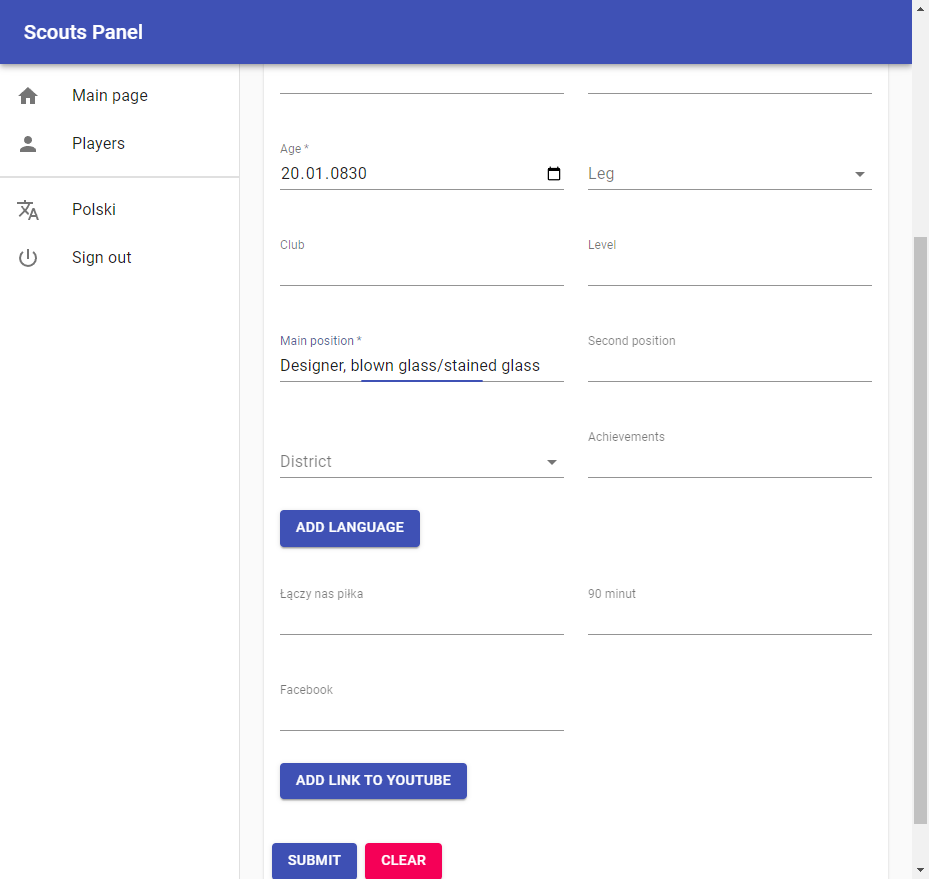 Scouts Panel
Main page
Players
Polski
Sign out
Age *
20.01.0830
Leg
Club
Level
Main position *
Designer, blown glass/stained glass
Second position
District
Achievements
ADD LANGUAGE
Łączy nas piłka
90 minut
Facebook
ADD LINK TO YOUTUBE
SUBMIT
CLEAR